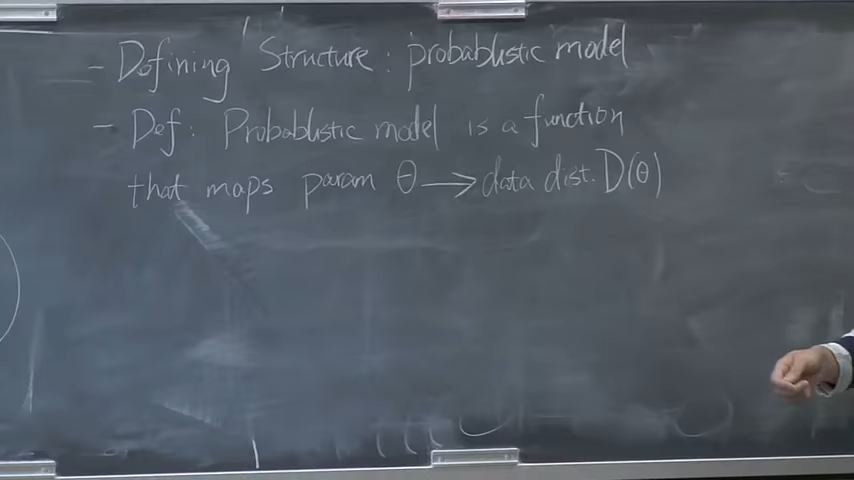 - Defining Structure: probablistic model
- Def: Probablistic model is a function
that maps param θ → data dist. D(θ)